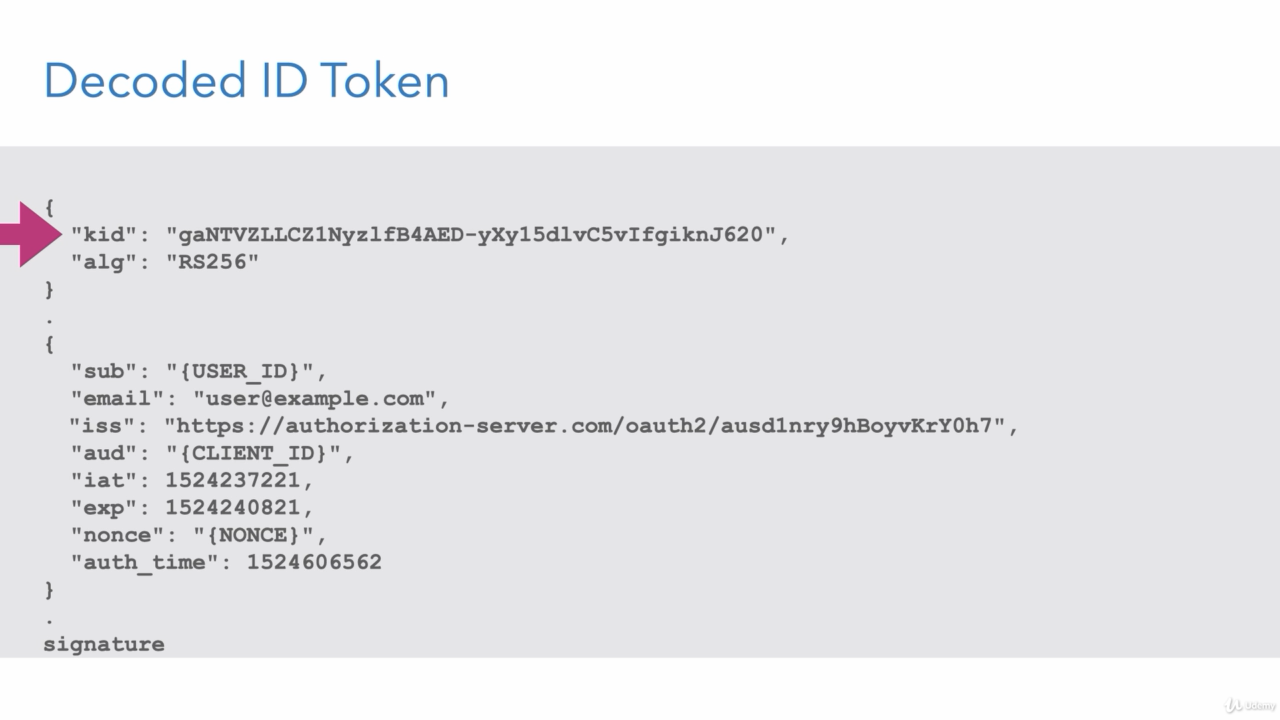 Decoded ID Token
{
"kid": "gaNTVZLLCZ1NyzlfB4AED-yXy15dlvC5vIfgiknJ620",
"alg": "RS256"
}
.
{
"sub": "{USER_ID}",
"email": "user@example.com",
"iss": "https://authorization-server.com/oauth2/ausd1nry9hBoyvKrY0h7",
"aud": "{CLIENT_ID}",
"iat": 1524237221,
"exp": 1524240821,
"nonce": "{NONCE}",
"auth_time": 1524606562
}
.
signature
Udemy